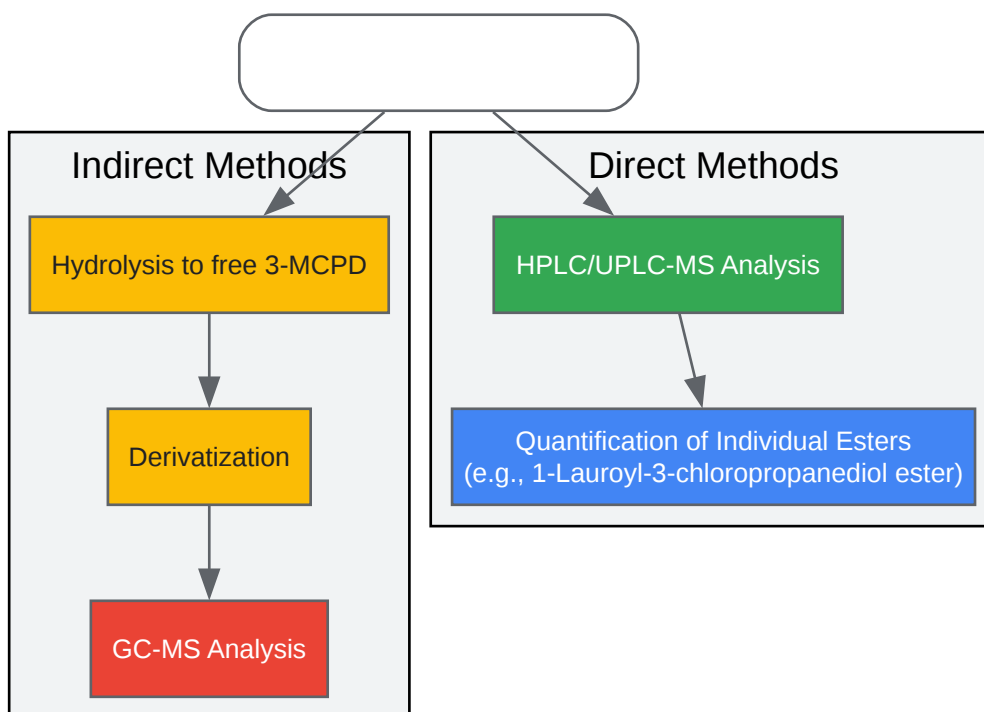 Indirect Methods
Hydrolysis to free 3-MCPD
Derivatization
GC-MS Analysis
Direct Methods
HPLC/UPLC-MS Analysis
Quantification of Individual Esters
(e.g., 1-Lauroyl-3-chloropropanediol ester)